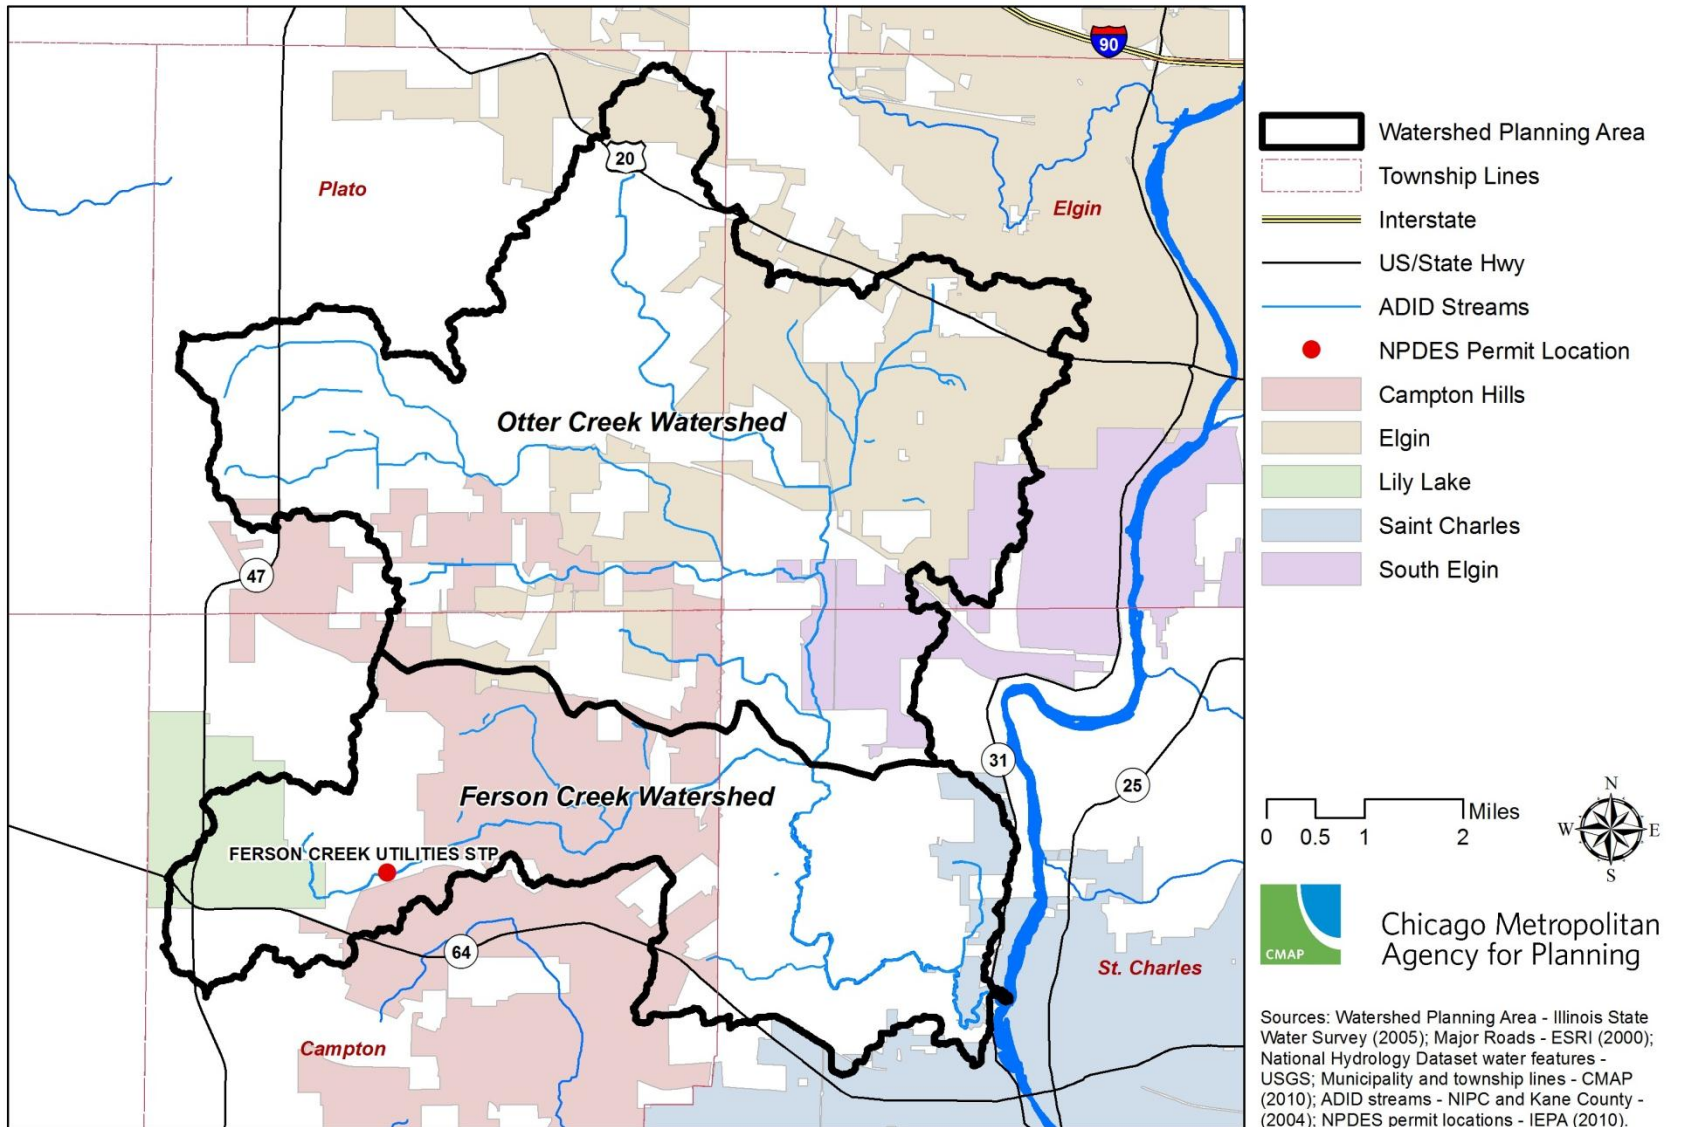 90
20
Plato
Elgin
Otter Creek Watershed
47
31
25
Ferson Creek Watershed
FERSON CREEK UTILITIES STP
64
St. Charles
Campton
Watershed Planning Area
Township Lines
Interstate
US/State Hwy
ADID Streams
NPDES Permit Location
Campton Hills
Elgin
Lily Lake
Saint Charles
South Elgin
0 0.5 1 2 Miles
N
W E
S
CMAP
Chicago Metropolitan
Agency for Planning
Sources: Watershed Planning Area - Illinois State
Water Survey (2005); Major Roads - ESRI (2000);
National Hydrology Dataset water features -
USGS; Municipality and township lines - CMAP
(2010); ADID streams - NIPC and Kane County -
(2004); NPDES permit locations - IEPA (2010).